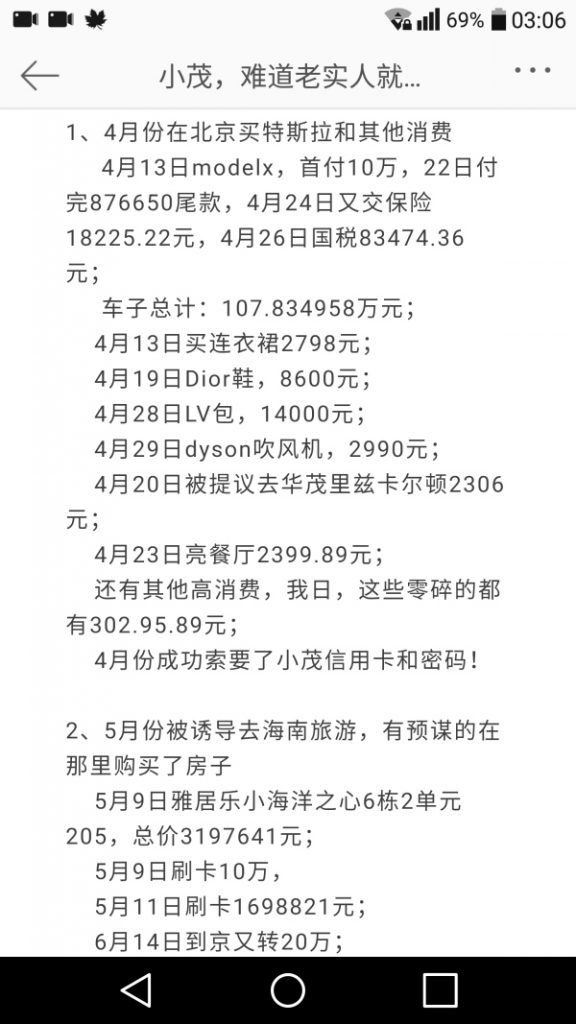 69% 03:06
小茂，难道老实人就...
1、4月份在北京买特斯拉和其他消费
4月13日modelx，首付10万，22日付
完876650尾款，4月24日又交保险
18225.22元，4月26日国税83474.36
元；
车子总计：107.834958万元；
4月13日买连衣裙2798元；
4月19日Dior鞋，8600元；
4月28日LV包，14000元；
4月29日dyson吹风机，2990元；
4月20日被提议去华茂里兹卡尔顿2306
元；
4月23日亮餐厅2399.89元；
还有其他高消费，我日，这些零碎的都
有302.95.89元；
4月份成功索要了小茂信用卡和密码！
2、5月份被诱导去海南旅游，有预谋的在
那里购买了房子
5月9日雅居乐小海洋之心6栋2单元
205，总价3197641元；
5月9日刷卡10万，
5月11日刷卡1698821元；
6月14日到京又转20万；